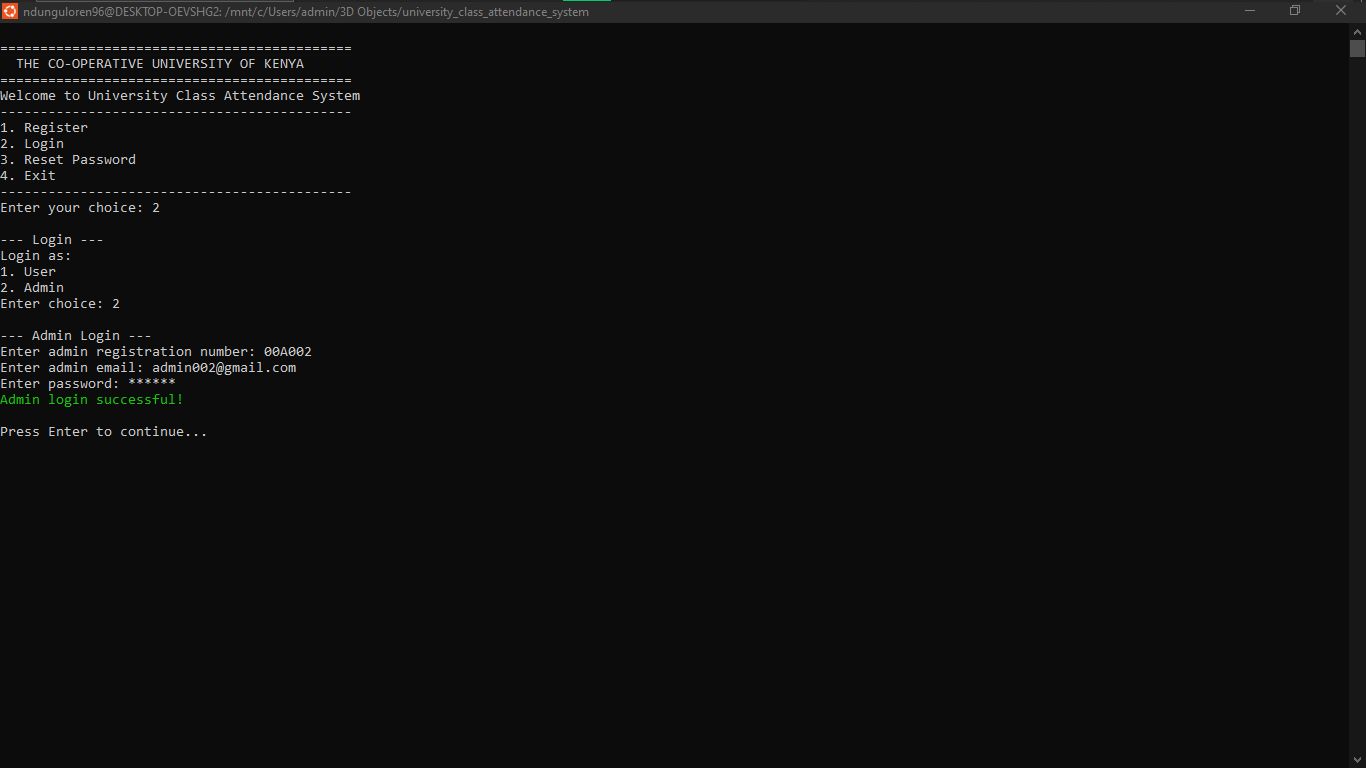 ndunguloren96@DESKTOP-OEVSHG2: /mnt/c/Users/admin/3D Objects/university_class_attendance_system
============================================
  THE CO-OPERATIVE UNIVERSITY OF KENYA
============================================
Welcome to University Class Attendance System
--------------------------------------------
1. Register
2. Login
3. Reset Password
4. Exit
--------------------------------------------
Enter your choice: 2
--- Login ---
Login as:
1. User
2. Admin
Enter choice: 2
--- Admin Login ---
Enter admin registration number: 00A002
Enter admin email: admin002@gmail.com
Enter password: ******
Admin login successful!
Press Enter to continue...